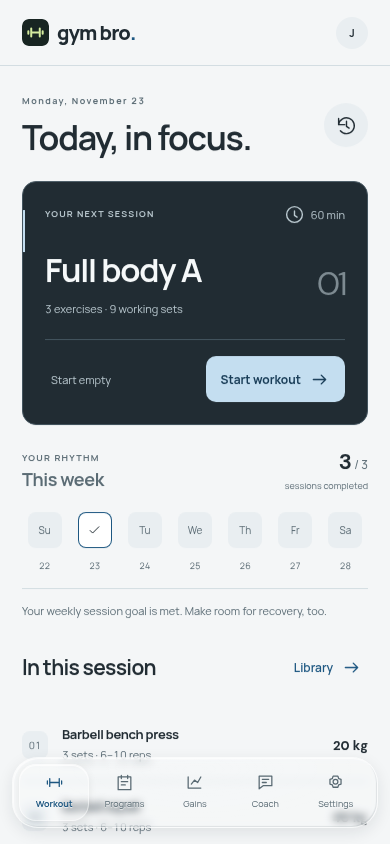 gym bro.
J
Monday, November 23
Today, in focus.
YOUR NEXT SESSION
60 min
Full body A
01
3 exercises · 9 working sets
Start empty
Start workout
YOUR RHYTHM
This week
3 / 3
sessions completed
Su Tu We Th Fr Sa
22 23 24 25 26 27 28
Your weekly session goal is met. Make room for recovery, too.
In this session
Library
01
Barbell bench press
3 sets · 6–10 reps
20 kg
Workout Programs Gains Coach Settings
3 sets · 6–10 reps